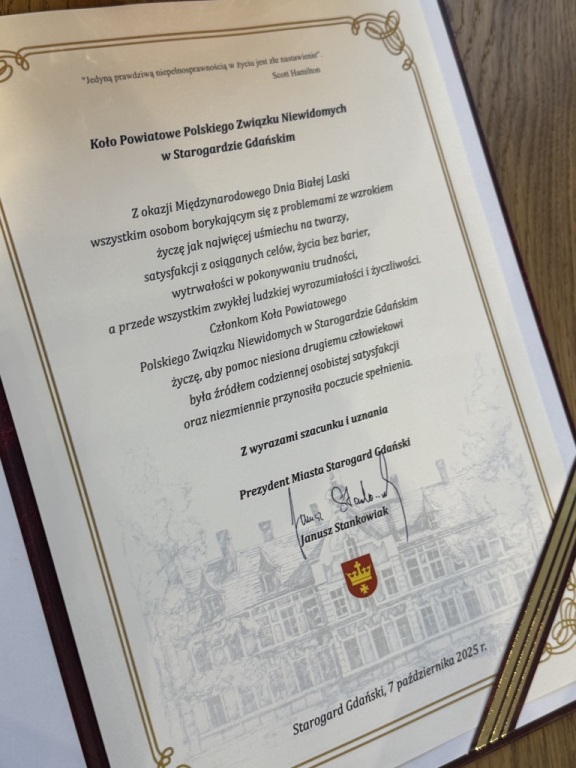 "Jedyną prawdziwą niepełnosprawnością w życiu jest złe nastawienie".
Scott Hamilton
Koło Powiatowe Polskiego Związku Niewidomych
w Starogardzie Gdańskim
Z okazji Międzynarodowego Dnia Białej Laski
wszystkim osobom borykającym się z problemami ze wzrokiem
życzę jak najwięcej uśmiechu na twarzy,
satysfakcji z osiąganych celów, życia bez barier,
wytrwałości w pokonywaniu trudności,
a przede wszystkim zwykłej ludzkiej wyrozumiałości i życzliwości.
Członkom Koła Powiatowego
Polskiego Związku Niewidomych w Starogardzie Gdańskim
życzę, aby pomoc niesiona drugiemu człowiekowi
była źródłem codziennej osobistej satysfakcji
oraz niezmiennie przynosiła poczucie spełnienia.
Z wyrazami szacunku i uznania
Prezydent Miasta Starogard Gdański
Janusz Stankowiak
Starogard Gdański, 7 października 2025 r.